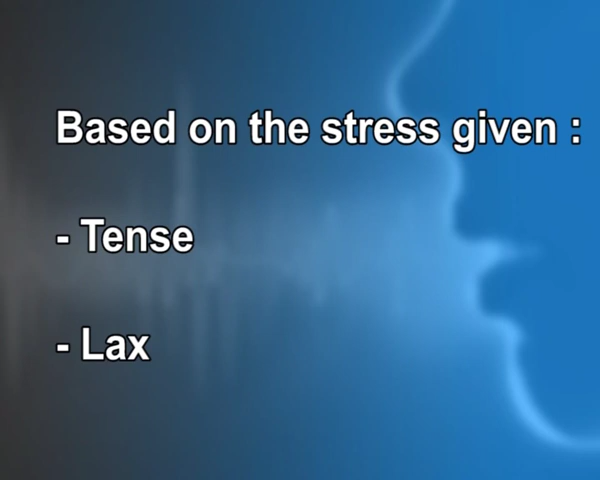 Based on the stress given :
- Tense
- Lax